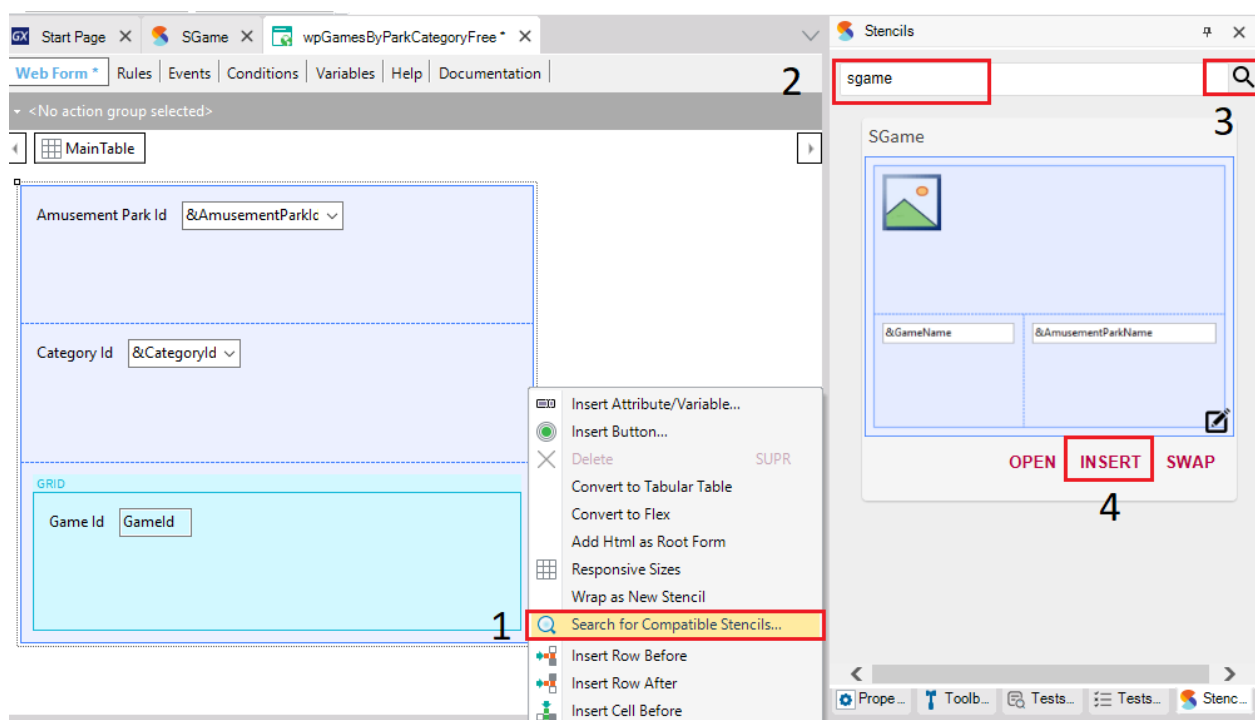 GX Start Page SGame wpGamesByParkCategoryFree *
Web Form * Rules Events Conditions Variables Help Documentation
<No action group selected>
MainTable
Amusement Park Id &AmusementParkIc
Category Id &CategoryId
GRID
Game Id GameId
1
Insert Attribute/Variable...
Insert Button...
Delete SUPR
Convert to Tabular Table
Convert to Flex
Add Html as Root Form
Responsive Sizes
Wrap as New Stencil
Search for Compatible Stencils...
Insert Row Before
Insert Row After
Insert Cell Before
Stencils
2
sgame
3
SGame
&GameName &AmusementParkName
OPEN INSERT SWAP
4
Prope... Toolb... Tests... Tests... Stenc...